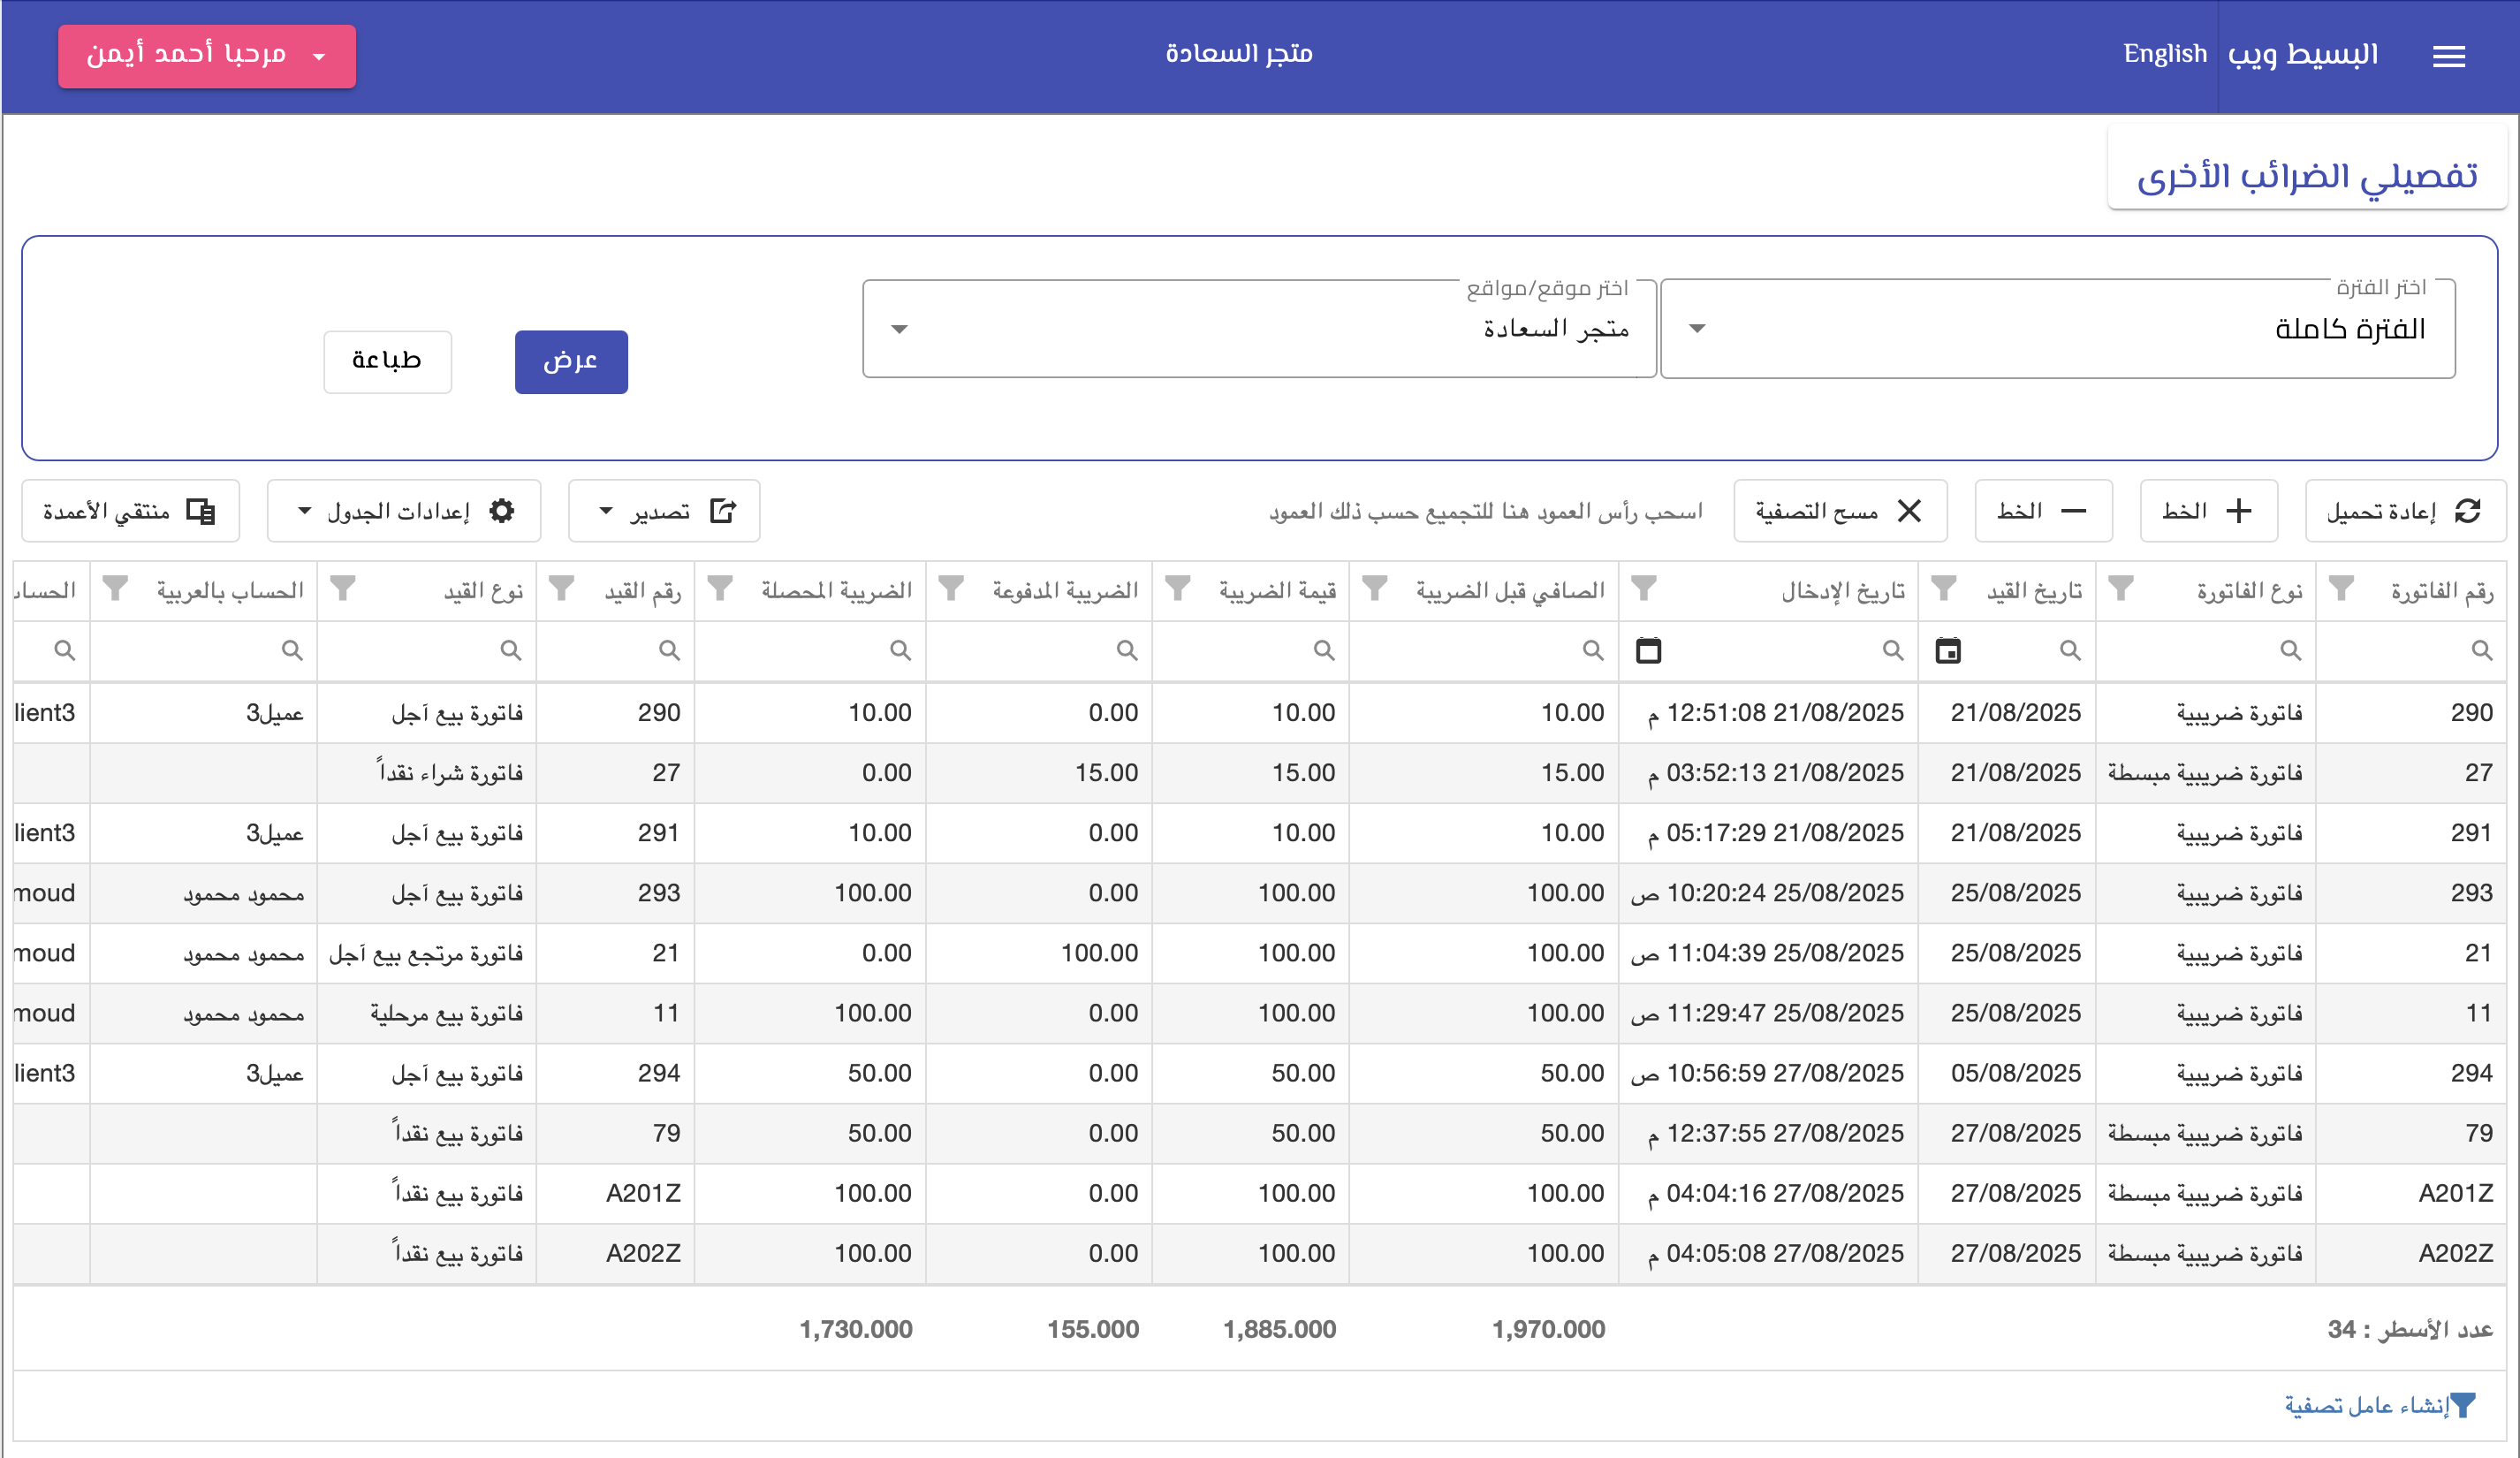 البسيط ويب English متجر السعادة مرحبا أحمد أيمن
تفصيلي الضرائب الأخرى
اختر الفترة اختر موقع/مواقع
الفترة كاملة متجر السعادة عرض طباعة
إعادة تحميل الخط الخط مسح التصفية اسحب رأس العمود هنا للتجميع حسب ذلك العمود تصدير إعدادات الجدول منتقي الأعمدة
رقم الفاتورة نوع الفاتورة تاريخ القيد تاريخ الإدخال الصافي قبل الضريبة قيمة الضريبة الضريبة المدفوعة الضريبة المحصلة رقم القيد نوع القيد الحساب بالعربية
290 فاتورة ضريبية 21/08/2025 21/08/2025 12:51:08 م 10.00 10.00 0.00 10.00 290 فاتورة بيع آجل عميل3 lient3
27 فاتورة ضريبية مبسطة 21/08/2025 21/08/2025 03:52:13 م 15.00 15.00 15.00 0.00 27 فاتورة شراء نقداً
291 فاتورة ضريبية 21/08/2025 21/08/2025 05:17:29 م 10.00 10.00 0.00 10.00 291 فاتورة بيع آجل عميل3 lient3
293 فاتورة ضريبية 25/08/2025 25/08/2025 10:20:24 ص 100.00 100.00 0.00 100.00 293 فاتورة بيع آجل محمود محمود moud
21 فاتورة ضريبية 25/08/2025 25/08/2025 11:04:39 ص 100.00 100.00 100.00 0.00 21 فاتورة مرتجع بيع آجل محمود محمود moud
11 فاتورة ضريبية 25/08/2025 25/08/2025 11:29:47 ص 100.00 100.00 0.00 100.00 11 فاتورة بيع مرحلية محمود محمود moud
294 فاتورة ضريبية 05/08/2025 27/08/2025 10:56:59 ص 50.00 50.00 0.00 50.00 294 فاتورة بيع آجل عميل3 lient3
79 فاتورة ضريبية مبسطة 27/08/2025 27/08/2025 12:37:55 م 50.00 50.00 0.00 50.00 79 فاتورة بيع نقداً
A201Z فاتورة ضريبية مبسطة 27/08/2025 27/08/2025 04:04:16 م 100.00 100.00 0.00 100.00 A201Z فاتورة بيع نقداً
A202Z فاتورة ضريبية مبسطة 27/08/2025 27/08/2025 04:05:08 م 100.00 100.00 0.00 100.00 A202Z فاتورة بيع نقداً
عدد الأسطر : 34 1,970.000 1,885.000 155.000 1,730.000
إنشاء عامل تصفية